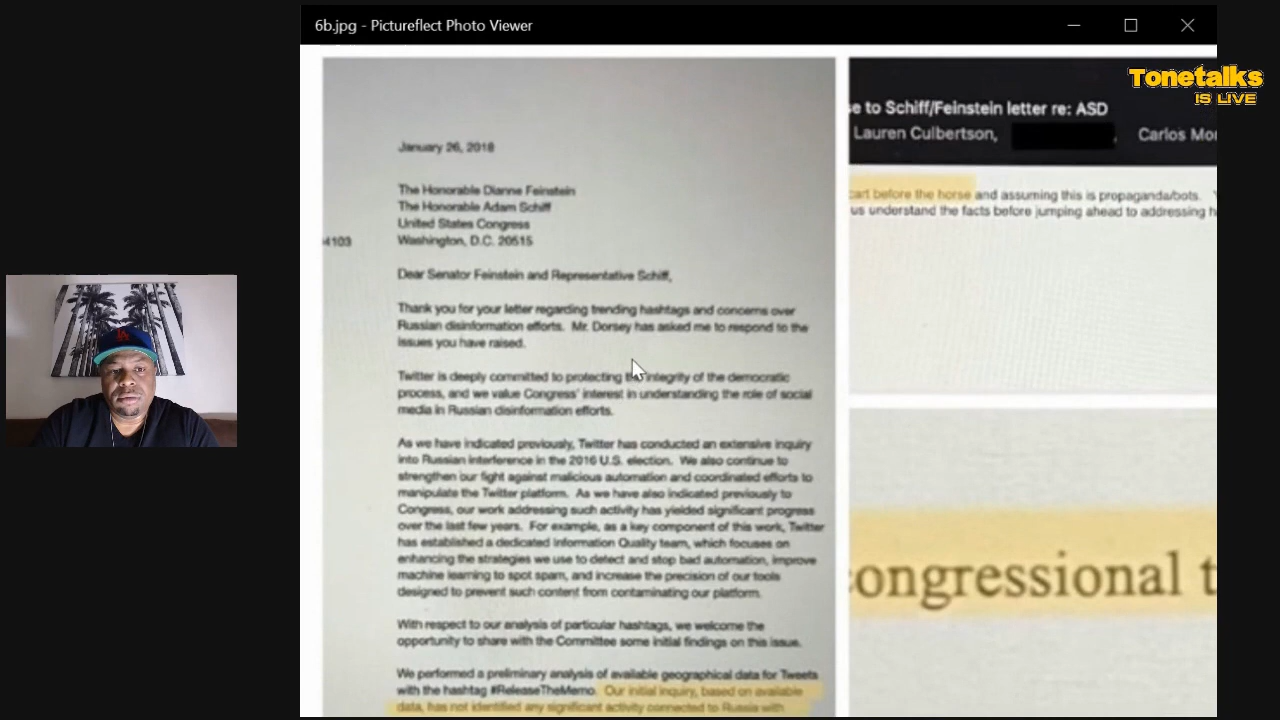 6b.jpg - Pictureflect Photo Viewer
Tonetalks
IS LIVE
January 26, 2018
The Honorable Dianne Feinstein
The Honorable Adam Schiff
United States Congress
4103
Washington, D.C. 20515
Dear Senator Feinstein and Representative Schiff,
Thank you for your letter regarding trending hashtags and concerns over
Russian disinformation efforts. Mr. Dorsey has asked me to respond to the
issues you have raised.
Twitter is deeply committed to protecting the integrity of the democratic
process, and we value Congress' interest in understanding the role of social
media in Russian disinformation efforts.
As we have indicated previously, Twitter has conducted an extensive inquiry
into Russian interference in the 2016 U.S. election. We also continue to
strengthen our fight against malicious automation and coordinated efforts to
manipulate the Twitter platform. As we have also indicated previously to
Congress, our work addressing such activity has yielded significant progress
over the last few years. For example, as a key component of this work, Twitter
has established a dedicated Information Quality team, which focuses on
enhancing the strategies we use to detect and stop bad automation, improve
machine learning to spot spam, and increase the precision of our tools
designed to prevent such content from contaminating our platform.
With respect to our analysis of particular hashtags, we welcome the
opportunity to share with the Committee some initial findings on this issue.
We performed a preliminary analysis of available geographical data for Tweets
with the hashtag #ReleaseTheMemo. Our initial inquiry, based on available
data, has not identified any significant activity connected to Russia with
e to Schiff/Feinstein letter re: ASD
Lauren Culbertson, Carlos Mon
cart before the horse and assuming this is propaganda/bots.
us understand the facts before jumping ahead to addressing h
congressional t
LA